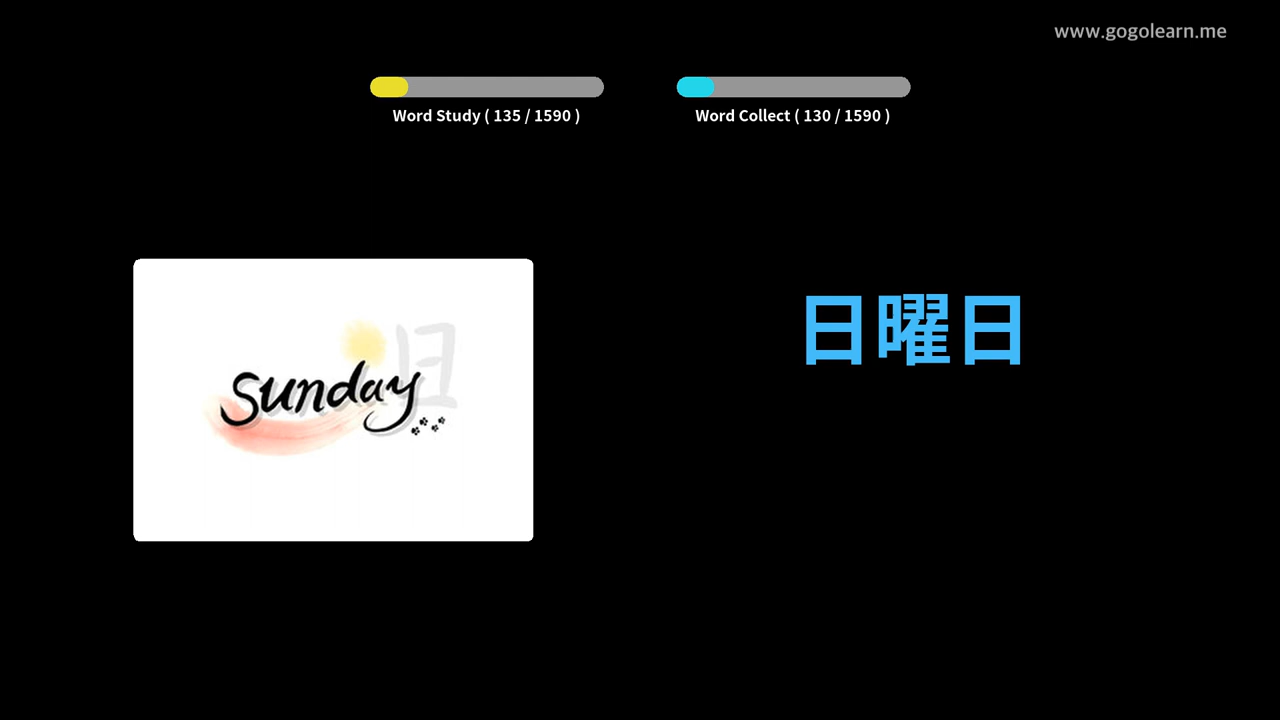 www.gogolearn.me
Word Study ( 135 / 1590 )
Word Collect ( 130 / 1590 )
日曜日
日
Sunday